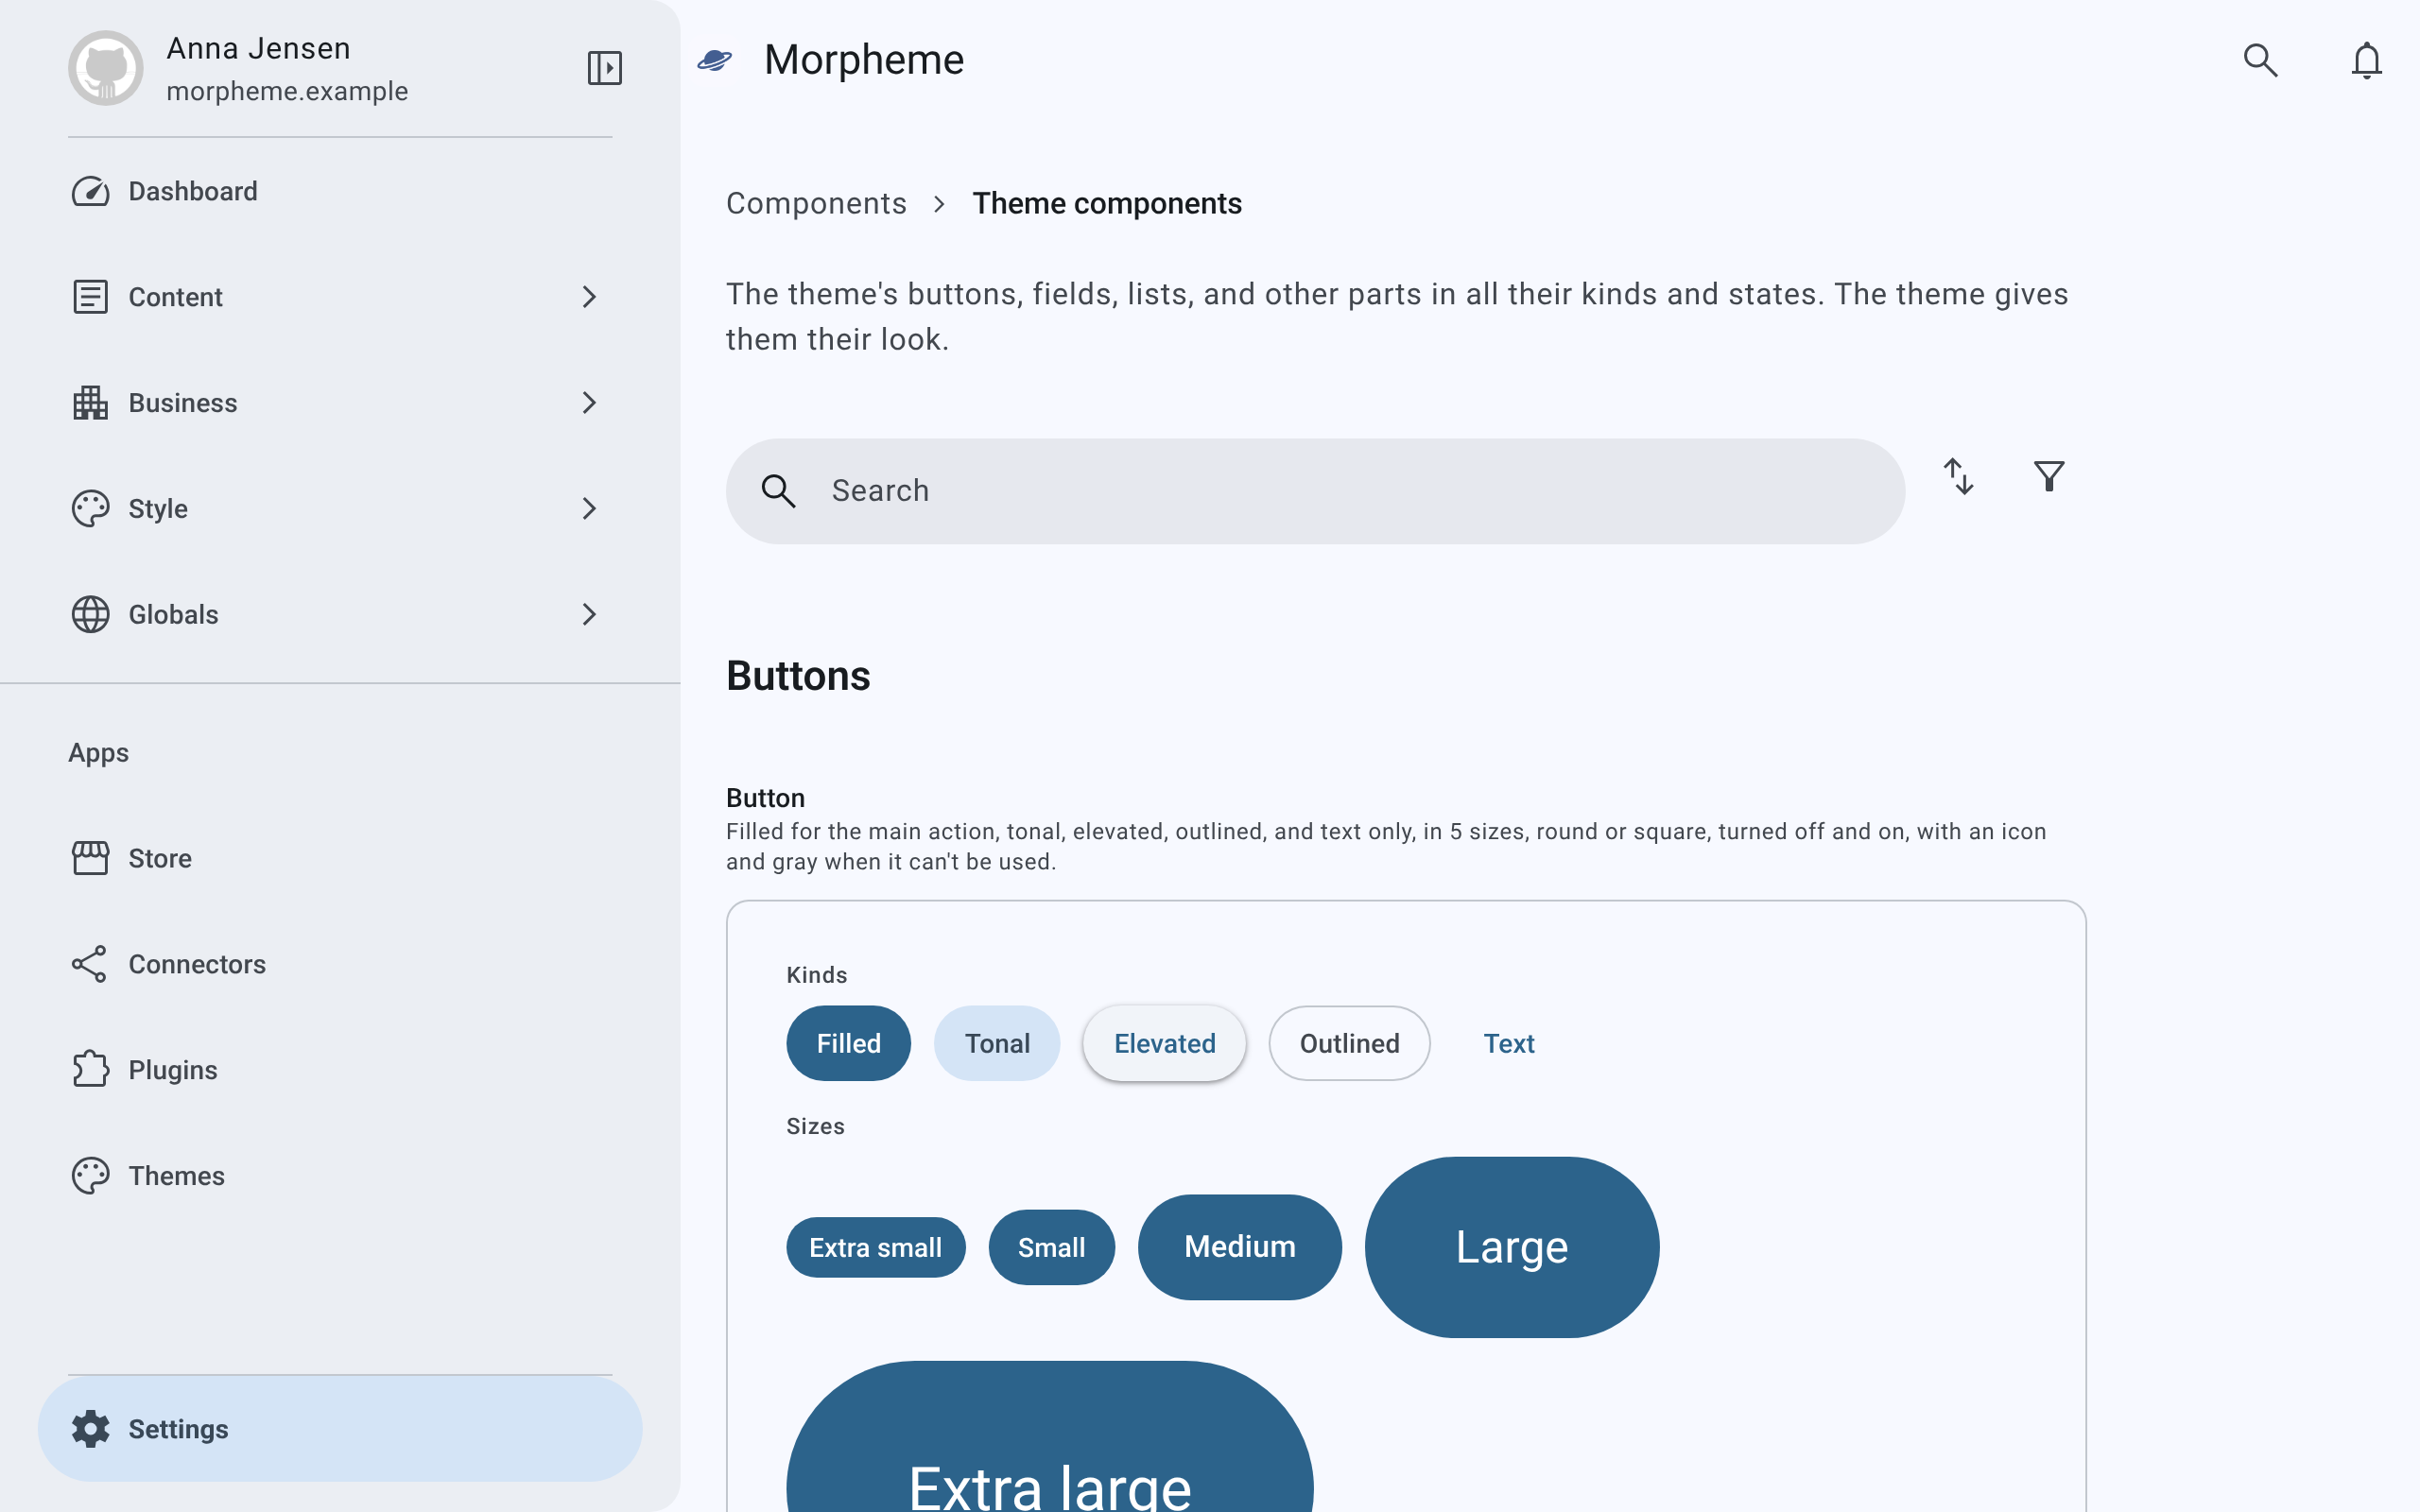 Anna Jensen
morpheme.example
Dashboard
Content
Business
Style
Globals
Apps
Store
Connectors
Plugins
Themes
Settings
Morpheme
Components > Theme components
The theme's buttons, fields, lists, and other parts in all their kinds and states. The theme gives
them their look.
Search
Buttons
Button
Filled for the main action, tonal, elevated, outlined, and text only, in 5 sizes, round or square, turned off and on, with an icon
and gray when it can't be used.
Kinds
Filled Tonal Elevated Outlined Text
Sizes
Extra small Small Medium Large
Extra large